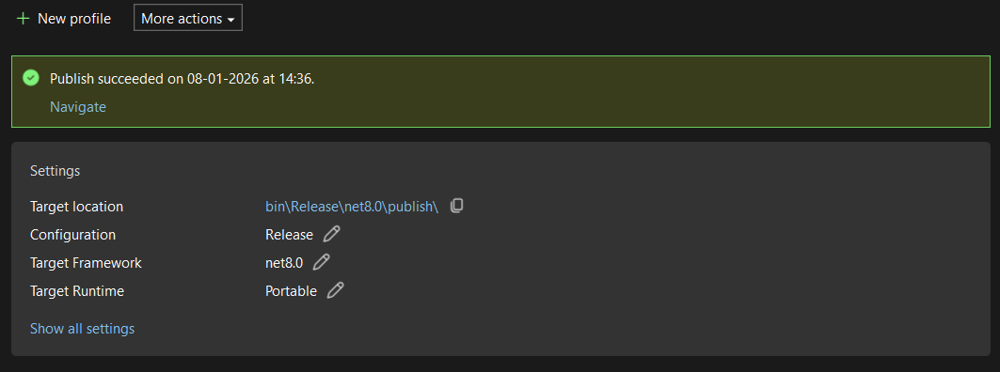 New profile
More actions
Publish succeeded on 08-01-2026 at 14:36.
Navigate
Settings
Target location bin\Release\net8.0\publish\
Configuration Release
Target Framework net8.0
Target Runtime Portable
Show all settings